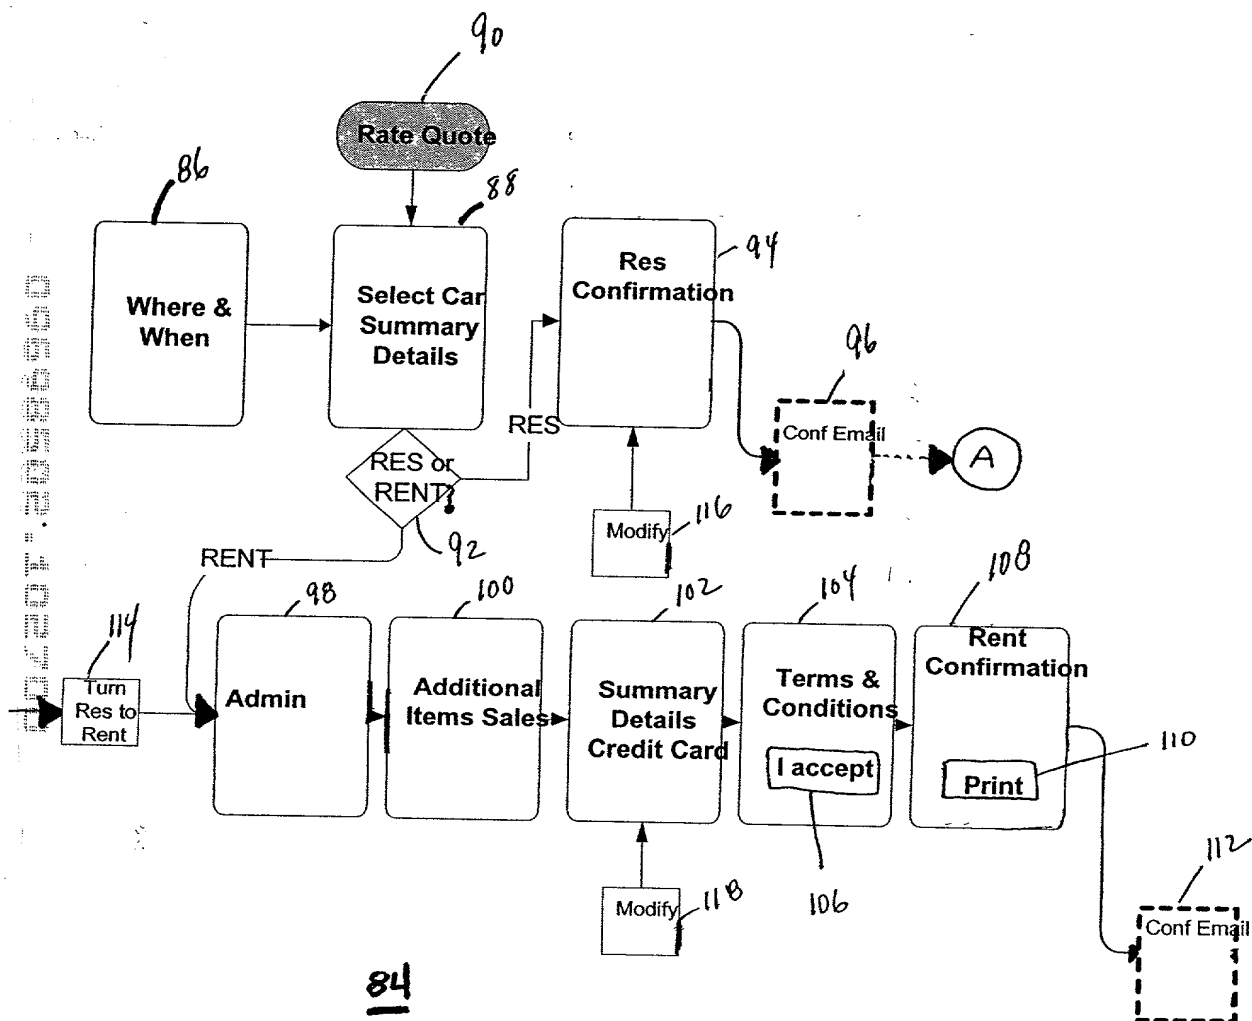 90
Rate Quote
86
88
Where &
When
Select Car
Summary
Details
Res
Confirmation
94
96
Conf Email
A
RES
RES or
RENT?
92
RENT
Modify
116
114
Turn
Res to
Rent
98
Admin
100
Additional
Items Sales
102
Summary
Details
Credit Card
104
Terms &
Conditions
I accept
106
108
Rent
Confirmation
Print
110
112
Conf Email
Modify
118
84